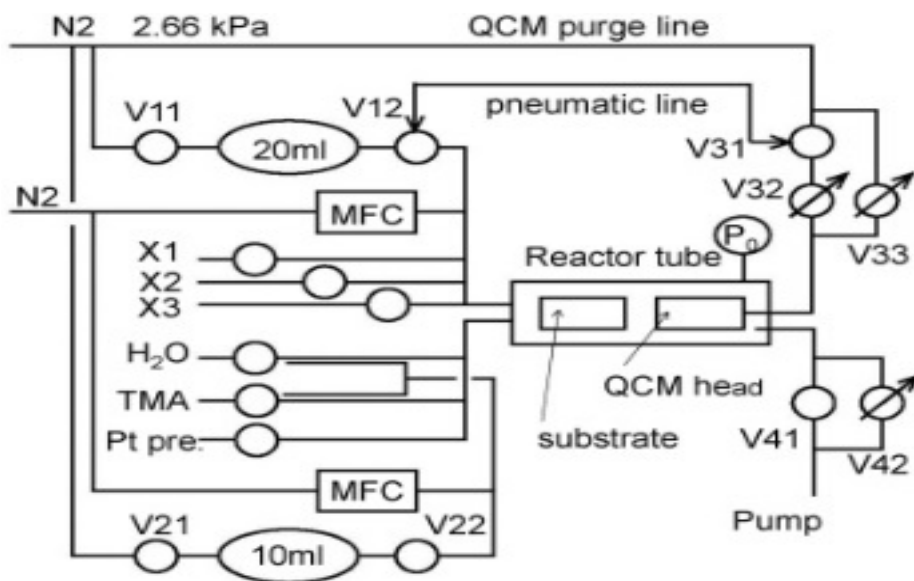 N2 2.66 kPa QCM purge line
V11 V12 pneumatic line
20ml V31
N2 MFC V32
X1 Reactor tube P₀ V33
X2
X3
H₂O
TMA QCM head
Pt pre. substrate V41 V42
MFC
V21 V22 Pump
10ml